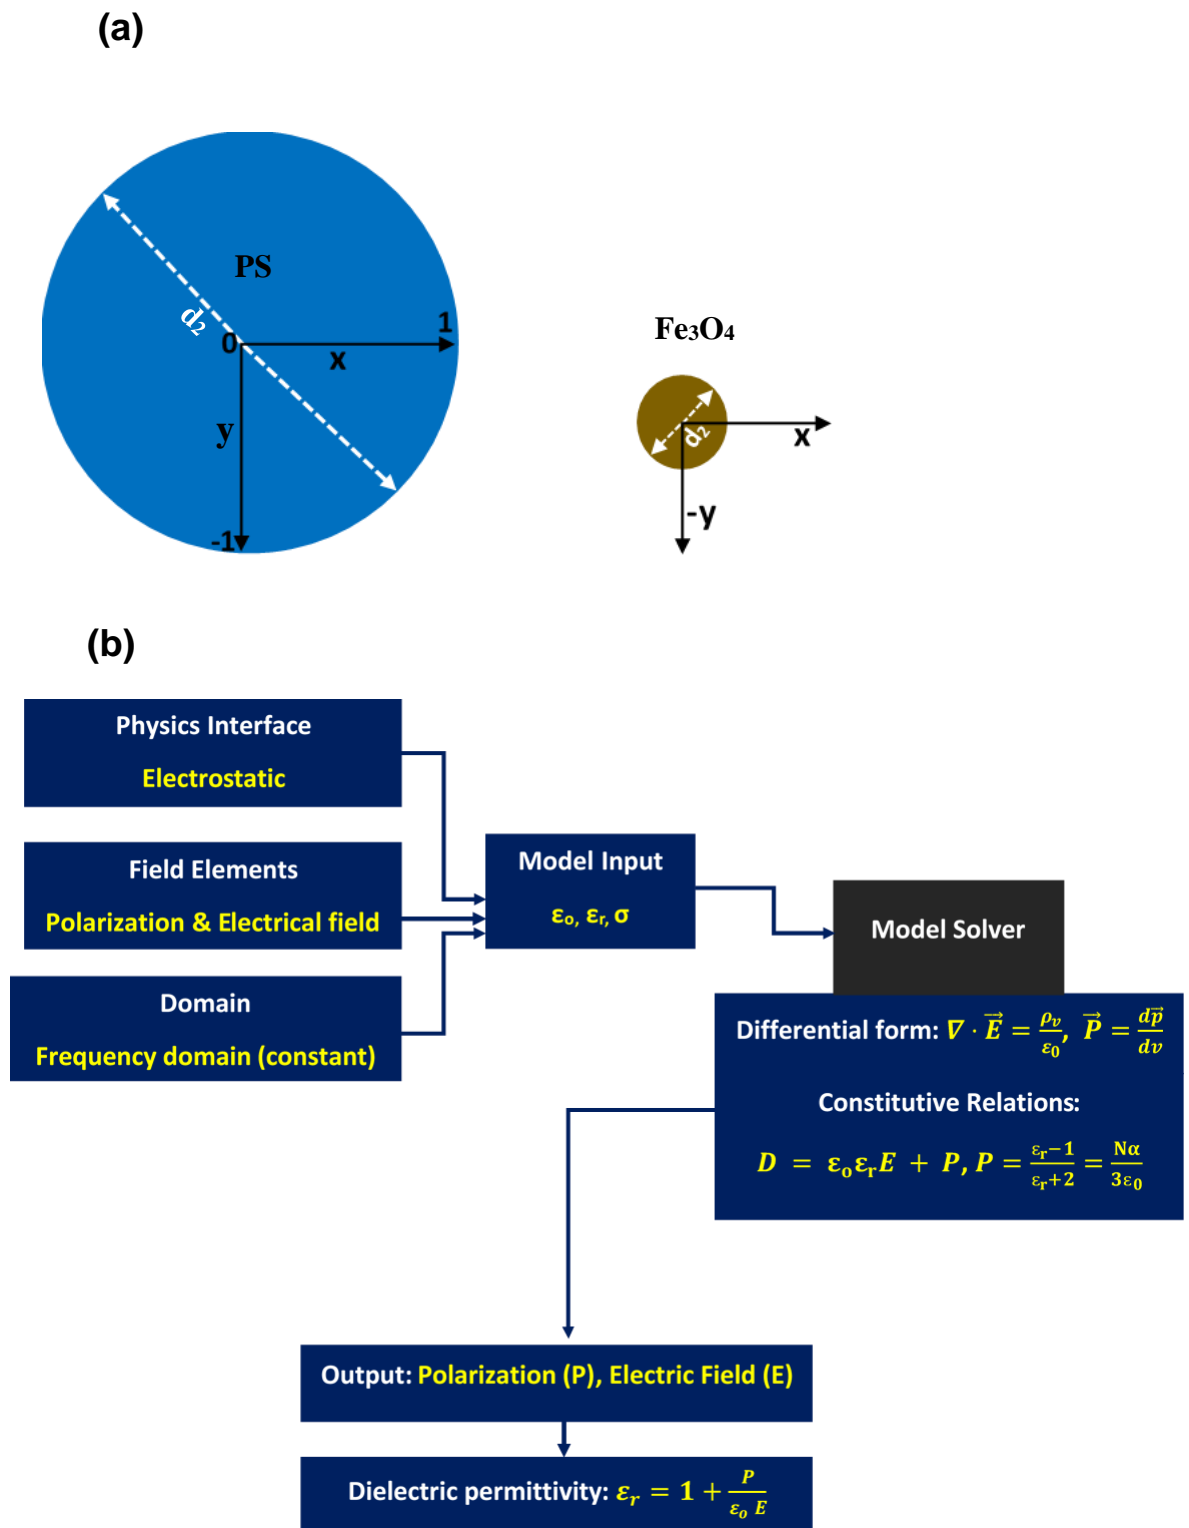 (a)
PS
d₂
0
1
x
y
-1
Fe₃O₄
d₂
x
-y
(b)
Physics Interface
Electrostatic
Field Elements
Polarization & Electrical field
Domain
Frequency domain (constant)
Model Input
εₒ, εᵣ, σ
Model Solver
Differential form: ∇ · E⃗ = ρᵥ/ε₀, P⃗ = dp⃗/dv
Constitutive Relations:
D = εₒεᵣE + P, P = (εᵣ−1)/(εᵣ+2) = Nα/3ε₀
Output: Polarization (P), Electric Field (E)
Dielectric permittivity: εᵣ = 1 + P/(εₒ E)